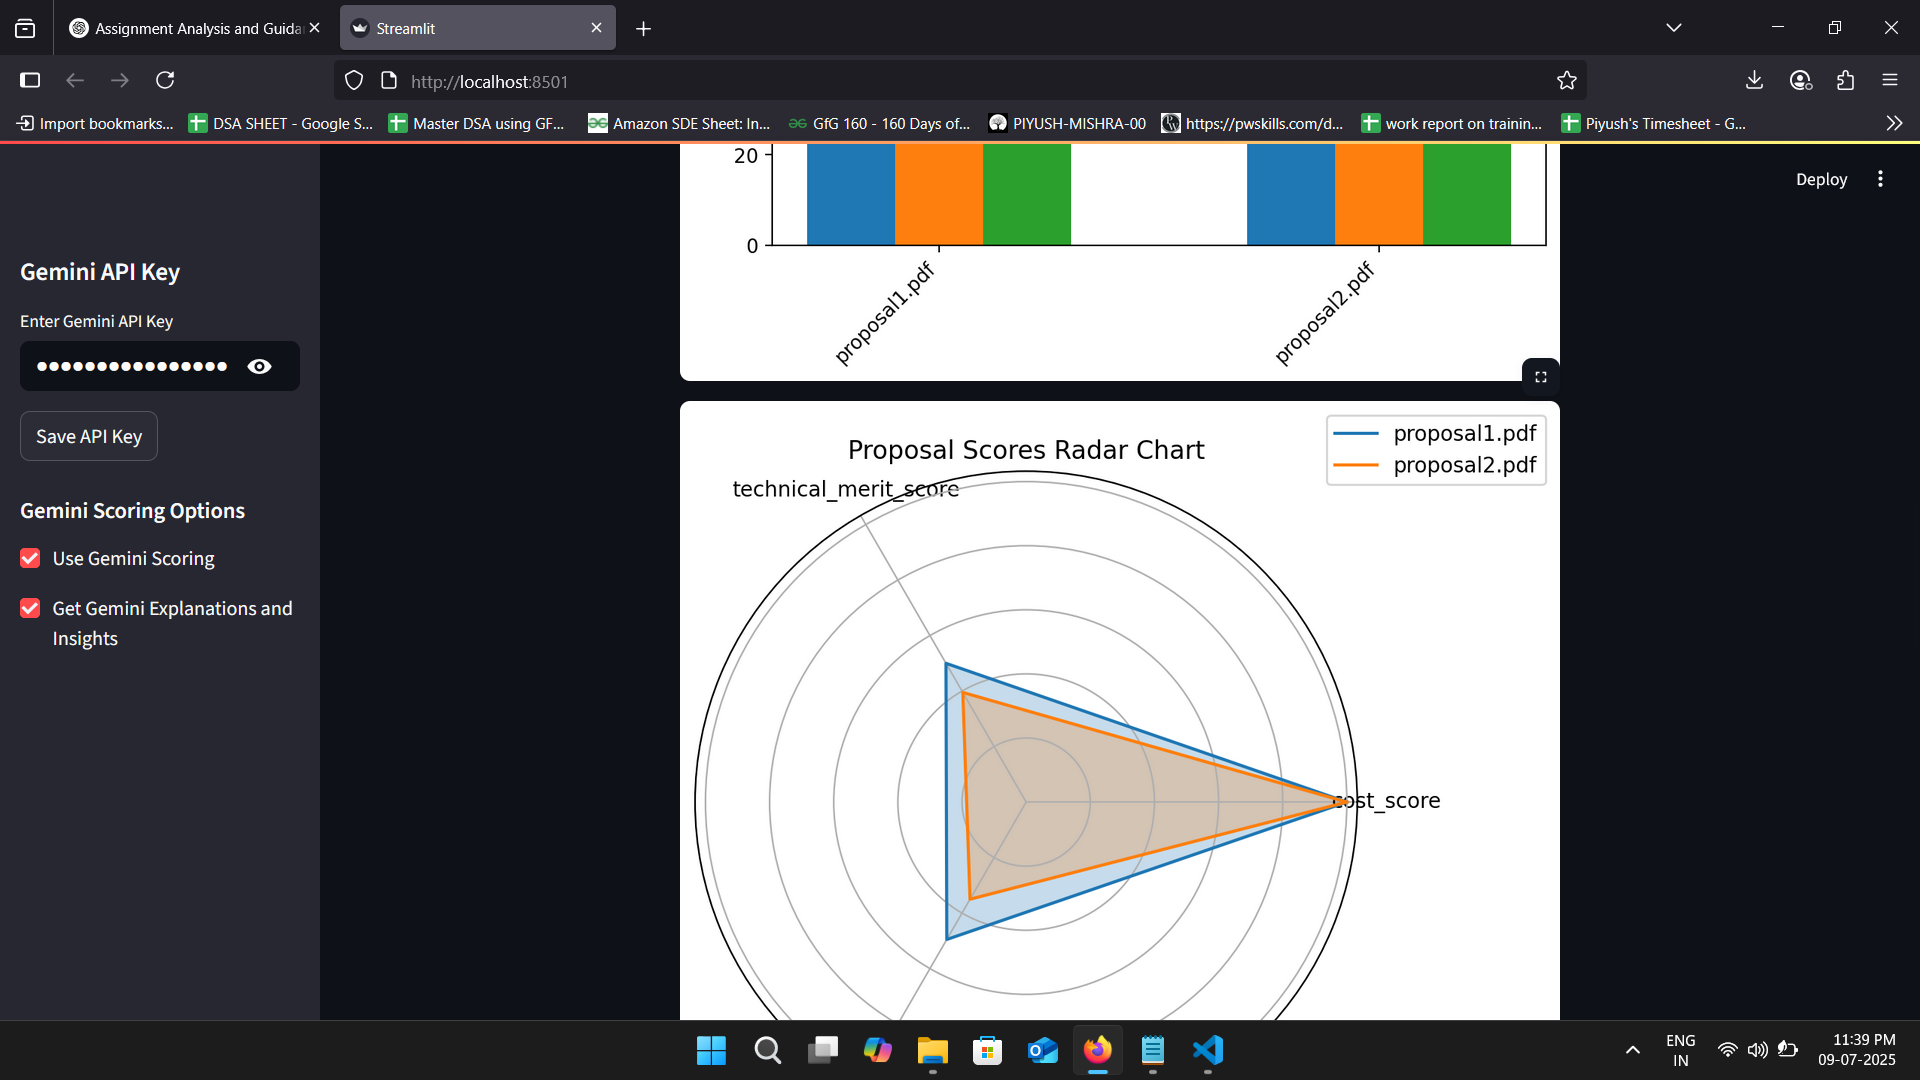 Assignment Analysis and Guida
Streamlit
http://localhost:8501
Import bookmarks...
DSA SHEET - Google S...
Master DSA using GF...
Amazon SDE Sheet: In...
GfG 160 - 160 Days of...
PIYUSH-MISHRA-00
https://pwskills.com/d...
work report on trainin...
Piyush's Timesheet - G...
Deploy
Gemini API Key
Enter Gemini API Key
Save API Key
Gemini Scoring Options
Use Gemini Scoring
Get Gemini Explanations and
Insights
20
0
proposal1.pdf
proposal2.pdf
Proposal Scores Radar Chart
proposal1.pdf
proposal2.pdf
technical_merit_score
cost_score
ENG
IN
11:39 PM
09-07-2025